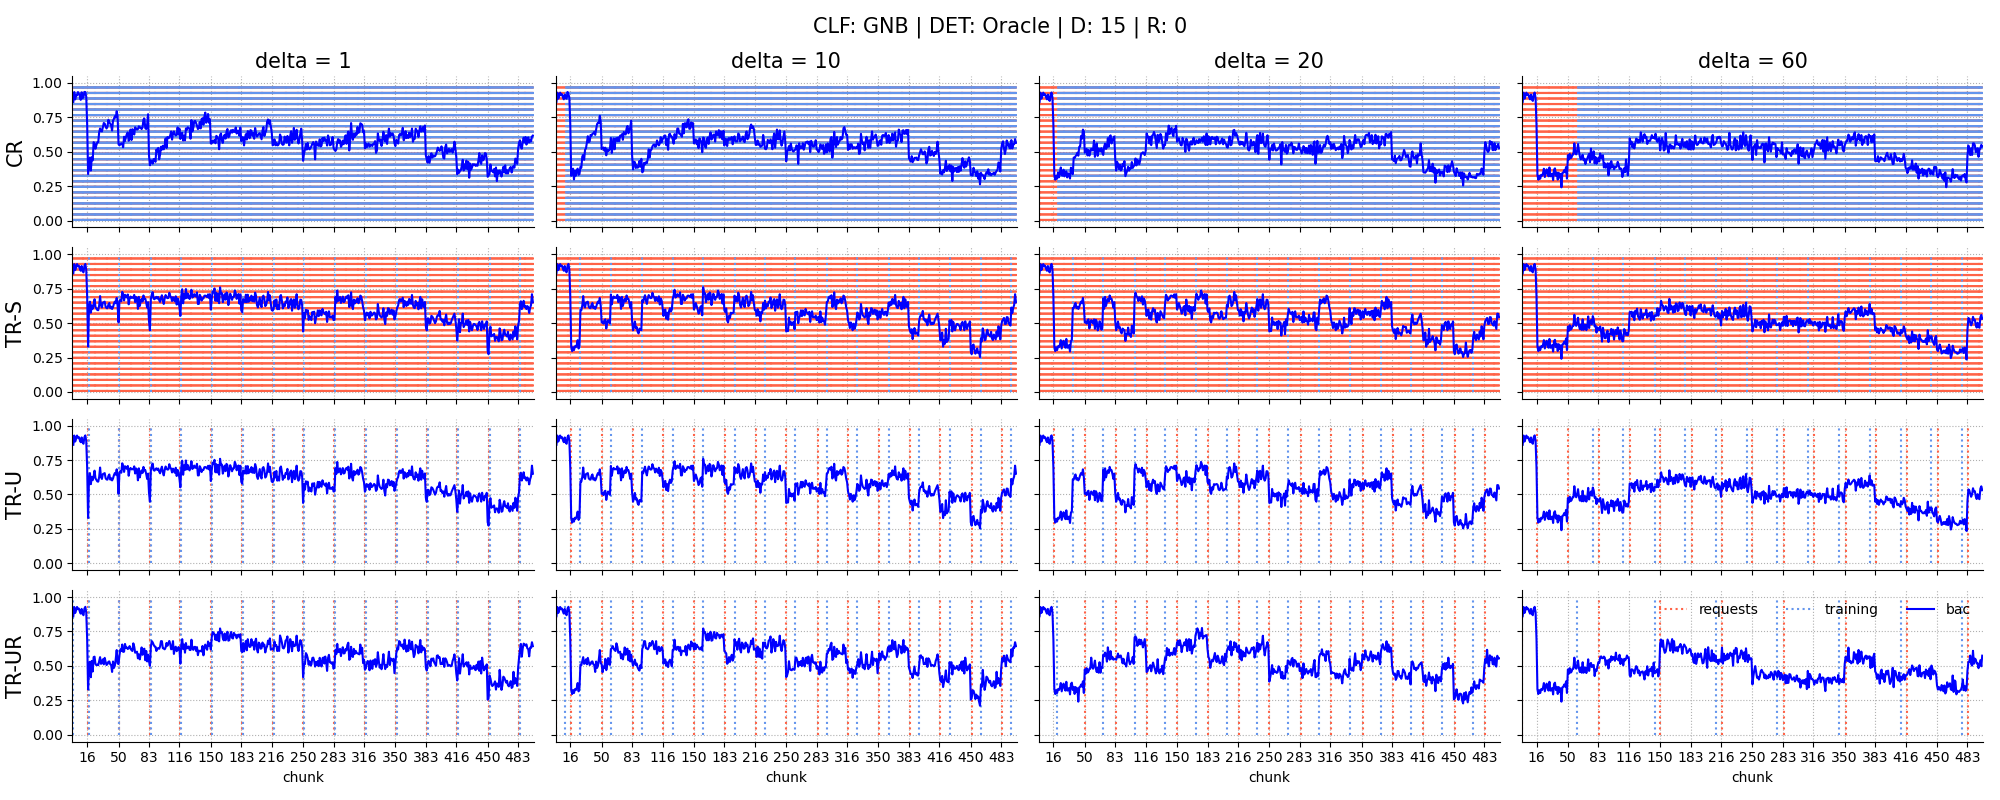 CLF: GNB | DET: Oracle | D: 15 | R: 0
delta = 1 delta = 10 delta = 20 delta = 60
CR
1.00
0.75
0.50
0.25
0.00
TR-S
1.00
0.75
0.50
0.25
0.00
TR-U
1.00
0.75
0.50
0.25
0.00
TR-UR
1.00
0.75
0.50
0.25
0.00
requests training bac
16 50 83 116 150 183 216 250 283 316 350 383 416 450 483
16 50 83 116 150 183 216 250 283 316 350 383 416 450 483
16 50 83 116 150 183 216 250 283 316 350 383 416 450 483
16 50 83 116 150 183 216 250 283 316 350 383 416 450 483
chunk chunk chunk chunk